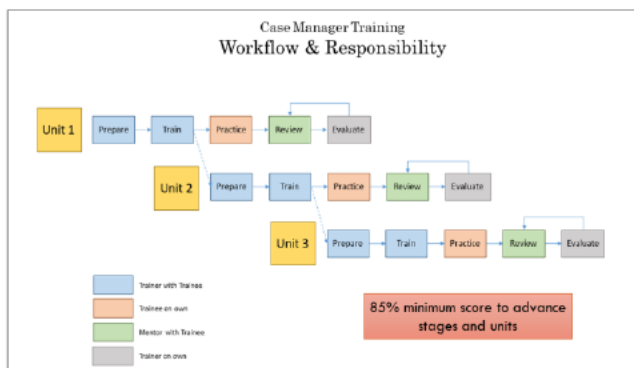 Case Manager Training
Workflow & Responsibility
Unit 1
Prepare
Train
Practice
Review
Evaluate
Unit 2
Prepare
Train
Practice
Review
Evaluate
Unit 3
Prepare
Train
Practice
Review
Evaluate
Trainer with Trainee
Trainee on own
Mentor with Trainee
Trainer on own
85% minimum score to advance
stages and units